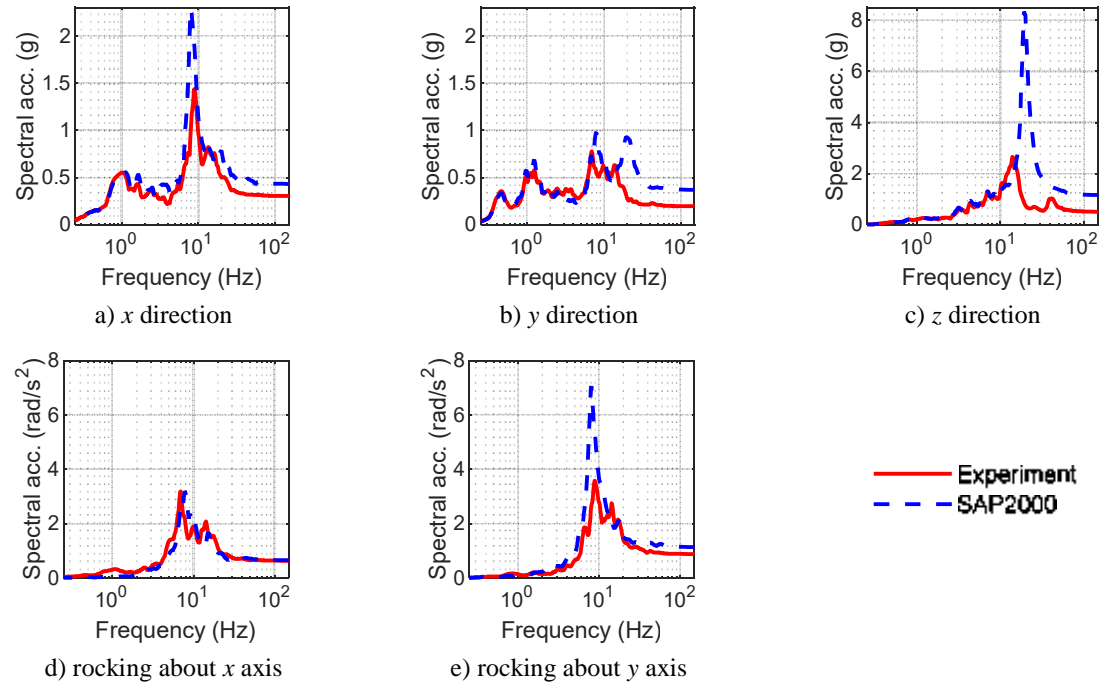 Spectral acc. (g)
2
1.5
1
0.5
0
10^0 10^1 10^2
Frequency (Hz)
a) x direction
Spectral acc. (g)
2
1.5
1
0.5
0
10^0 10^1 10^2
Frequency (Hz)
b) y direction
Spectral acc. (g)
8
6
4
2
0
10^0 10^1 10^2
Frequency (Hz)
c) z direction
Spectral acc. (rad/s^2)
8
6
4
2
0
10^0 10^1 10^2
Frequency (Hz)
d) rocking about x axis
Spectral acc. (rad/s^2)
8
6
4
2
0
10^0 10^1 10^2
Frequency (Hz)
e) rocking about y axis
Experiment
SAP2000